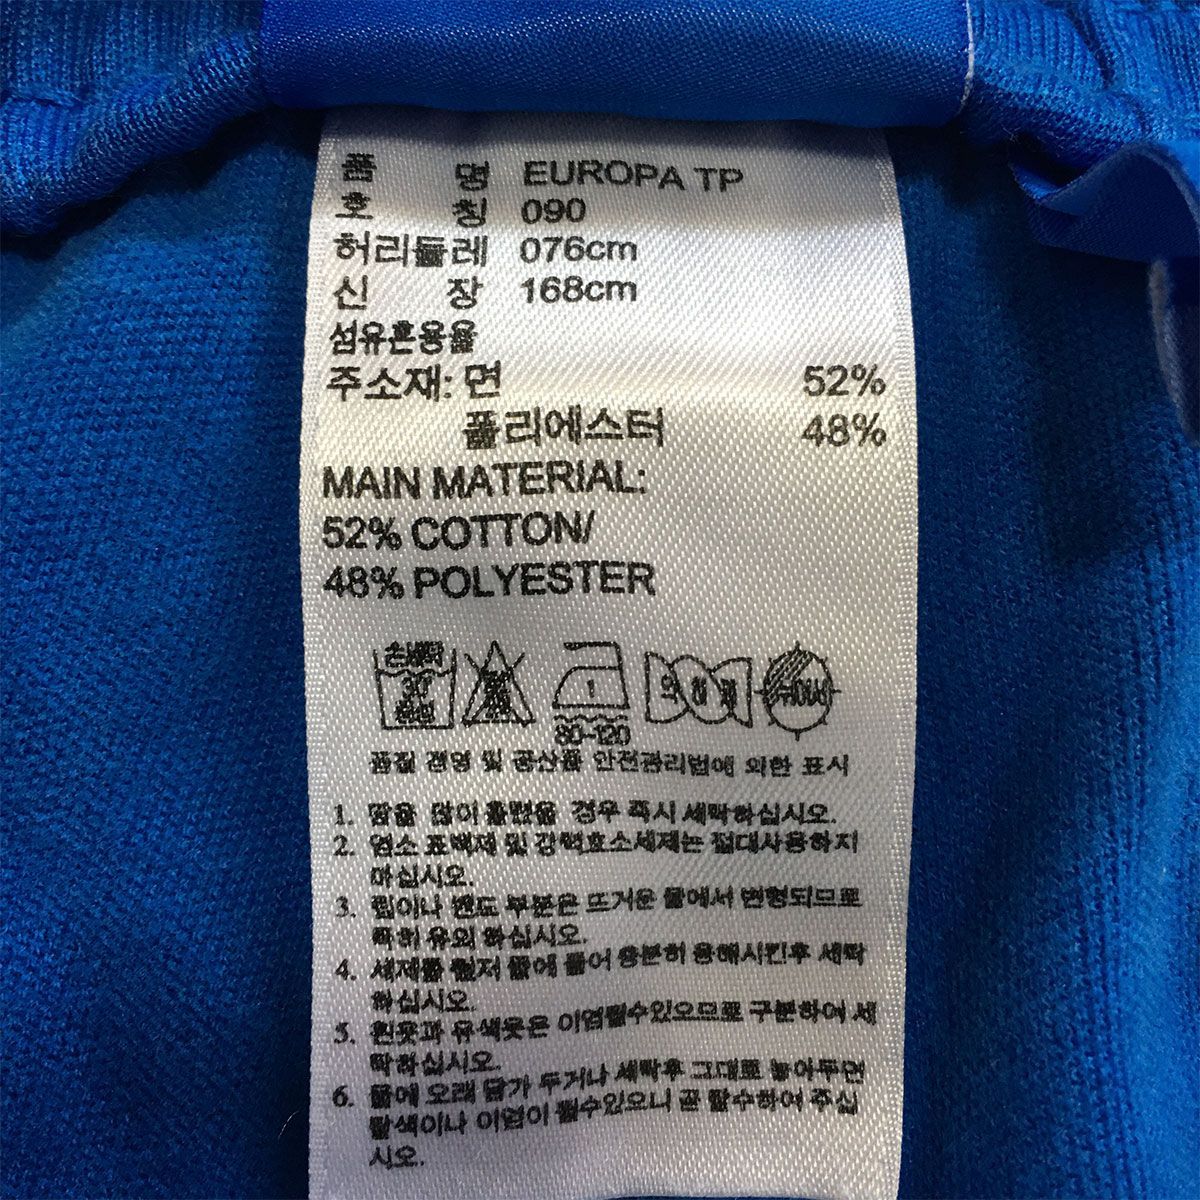 품 명 EUROPA TP
호 칭 090
허리둘레 076cm
신 장 168cm
섬유혼용율
주소재: 면 52%
폴리에스터 48%
MAIN MATERIAL:
52% COTTON/
48% POLYESTER
손세탁
30°
중성
1
80-120
드라이
품질 경영 및 공산품 안전관리법에 의한 표시
1. 땀을 많이 흘렸을 경우 즉시 세탁하십시오.
2. 염소 표백제 및 강력효소세제는 절대사용하지
마십시오.
3. 립이나 밴드 부분은 뜨거운 물에서 변형되므로
특히 유의 하십시오.
4. 세제를 먼저 물에 풀어 충분히 용해시킨후 세탁
하십시오.
5. 흰옷과 유색옷은 이염될수있으므로 구분하여 세
탁하십시오.
6. 물에 오래 담가 두거나 세탁후 그대로 놓아두면
탈색이나 이염이 될수있으니 곧 탈수하여 주십
시오.